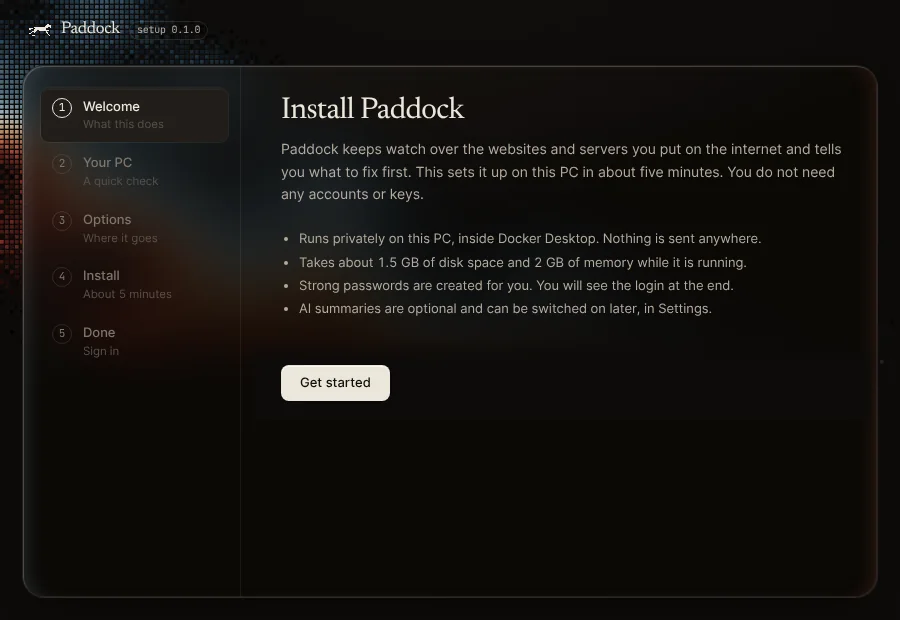 Paddock setup 0.1.0
1 Welcome
What this does
2 Your PC
A quick check
3 Options
Where it goes
4 Install
About 5 minutes
5 Done
Sign in
Install Paddock
Paddock keeps watch over the websites and servers you put on the internet and tells
you what to fix first. This sets it up on this PC in about five minutes. You do not need
any accounts or keys.
• Runs privately on this PC, inside Docker Desktop. Nothing is sent anywhere.
• Takes about 1.5 GB of disk space and 2 GB of memory while it is running.
• Strong passwords are created for you. You will see the login at the end.
• AI summaries are optional and can be switched on later, in Settings.
Get started